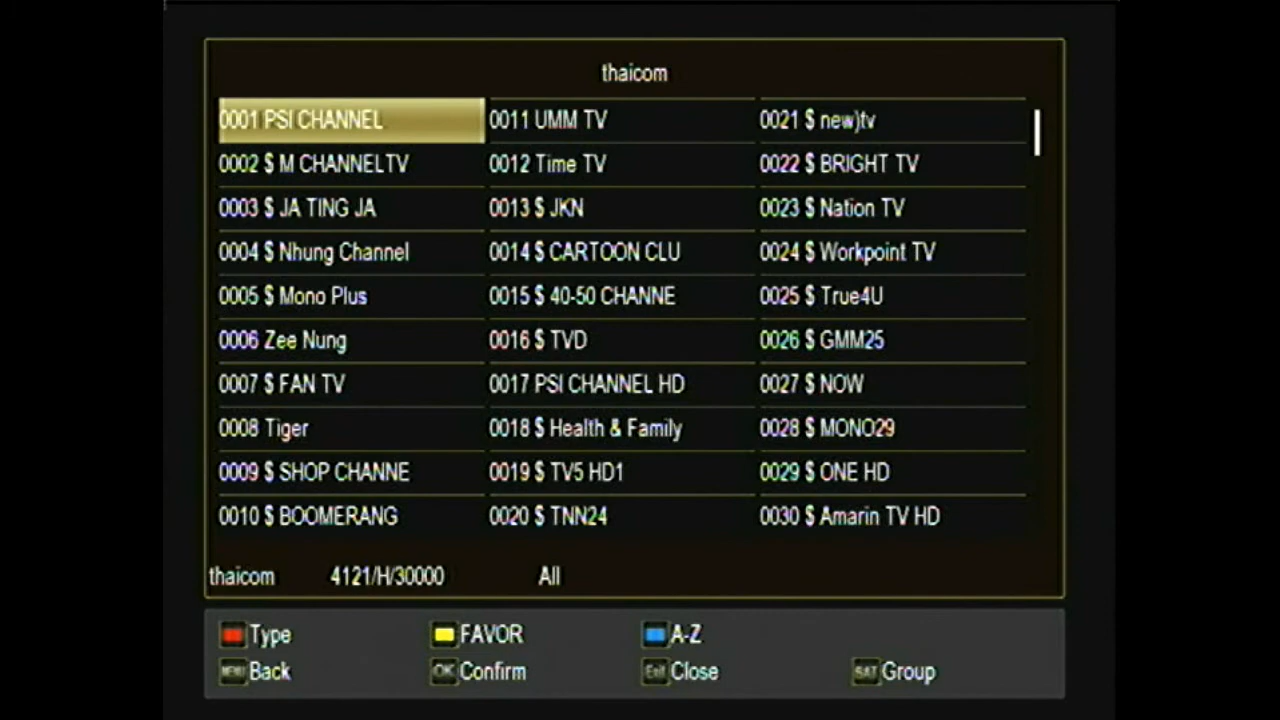 thaicom
0001 PSI CHANNEL
0002 $ M CHANNELTV
0003 $ JA TING JA
0004 $ Nhung Channel
0005 $ Mono Plus
0006 Zee Nung
0007 $ FAN TV
0008 Tiger
0009 $ SHOP CHANNE
0010 $ BOOMERANG
0011 UMM TV
0012 Time TV
0013 $ JKN
0014 $ CARTOON CLU
0015 $ 40-50 CHANNE
0016 $ TVD
0017 PSI CHANNEL HD
0018 $ Health & Family
0019 $ TV5 HD1
0020 $ TNN24
0021 $ new)tv
0022 $ BRIGHT TV
0023 $ Nation TV
0024 $ Workpoint TV
0025 $ True4U
0026 $ GMM25
0027 $ NOW
0028 $ MONO29
0029 $ ONE HD
0030 $ Amarin TV HD
thaicom 4121/H/30000 All
Type FAVOR A-Z
MENU Back OK Confirm Exit Close SAT Group